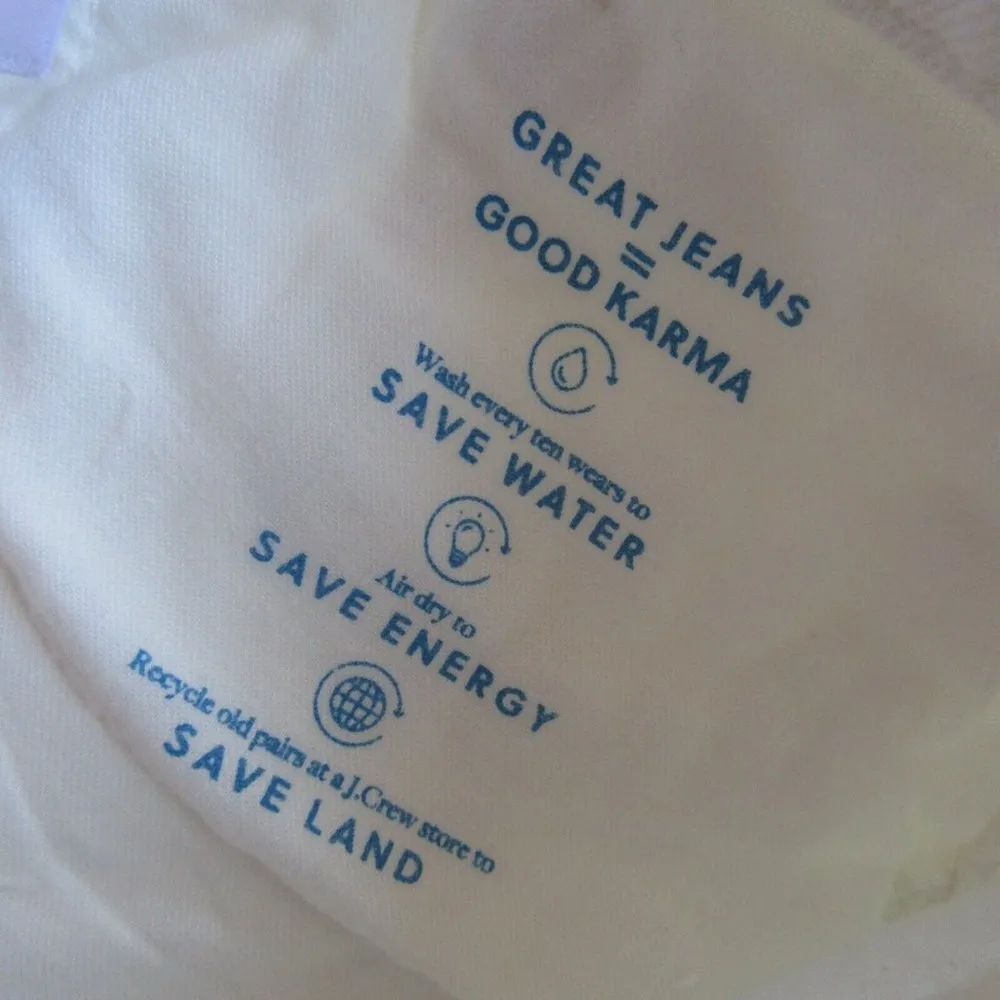 GREAT JEANS
=
GOOD KARMA
Wash every ten wears to
SAVE WATER
Air dry to
SAVE ENERGY
Recycle old pairs at a J.Crew store to
SAVE LAND